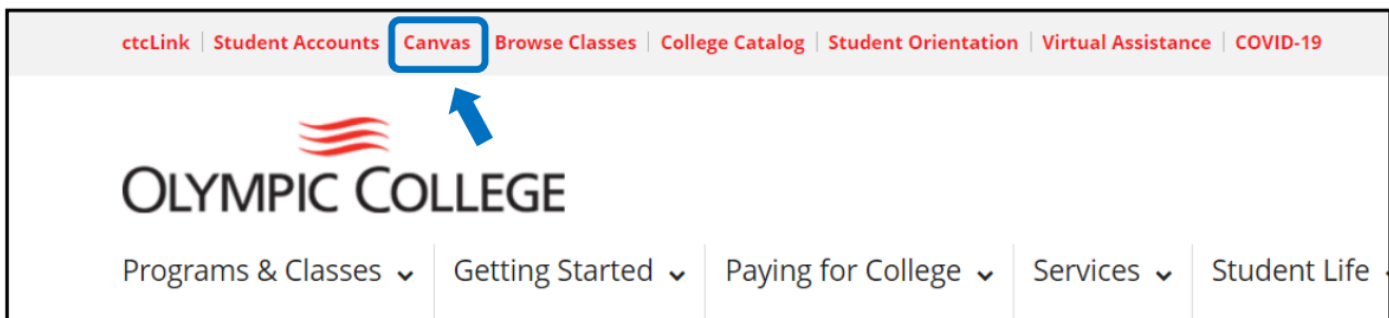 ctcLink | Student Accounts | Canvas | Browse Classes | College Catalog | Student Orientation | Virtual Assistance | COVID-19
OLYMPIC COLLEGE
Programs & Classes Getting Started Paying for College Services Student Life